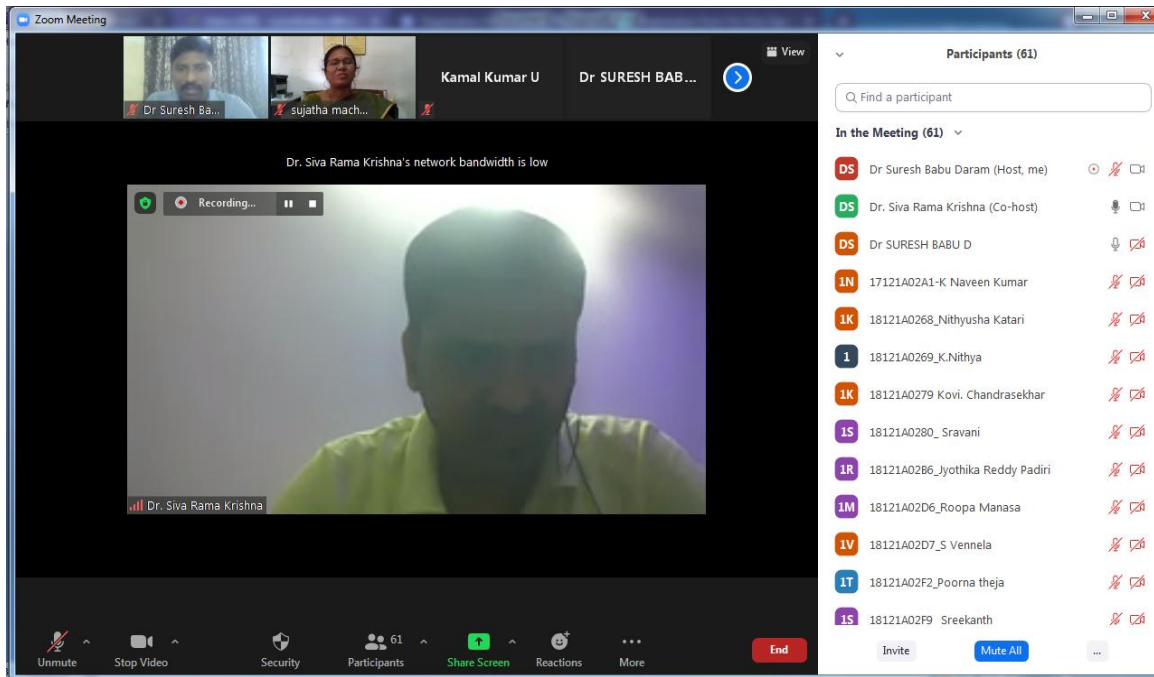 Zoom Meeting
Dr Suresh Ba...
sujatha mach...
Kamal Kumar U
Dr SURESH BAB...
View
Dr. Siva Rama Krishna's network bandwidth is low
Recording...
Dr. Siva Rama Krishna
Unmute
Stop Video
Security
61
Participants
Share Screen
Reactions
More
End
Participants (61)
Find a participant
In the Meeting (61)
DS Dr Suresh Babu Daram (Host, me)
DS Dr. Siva Rama Krishna (Co-host)
DS Dr SURESH BABU D
1N 17121A02A1-K Naveen Kumar
1K 18121A0268_Nithyusha Katari
1 18121A0269_K.Nithya
1K 18121A0279 Kovi. Chandrasekhar
1S 18121A0280_ Sravani
1R 18121A02B6_Jyothika Reddy Padiri
1M 18121A02D6_Roopa Manasa
1V 18121A02D7_S Vennela
1T 18121A02F2_Poorna theja
1S 18121A02F9 Sreekanth
Invite
Mute All
...